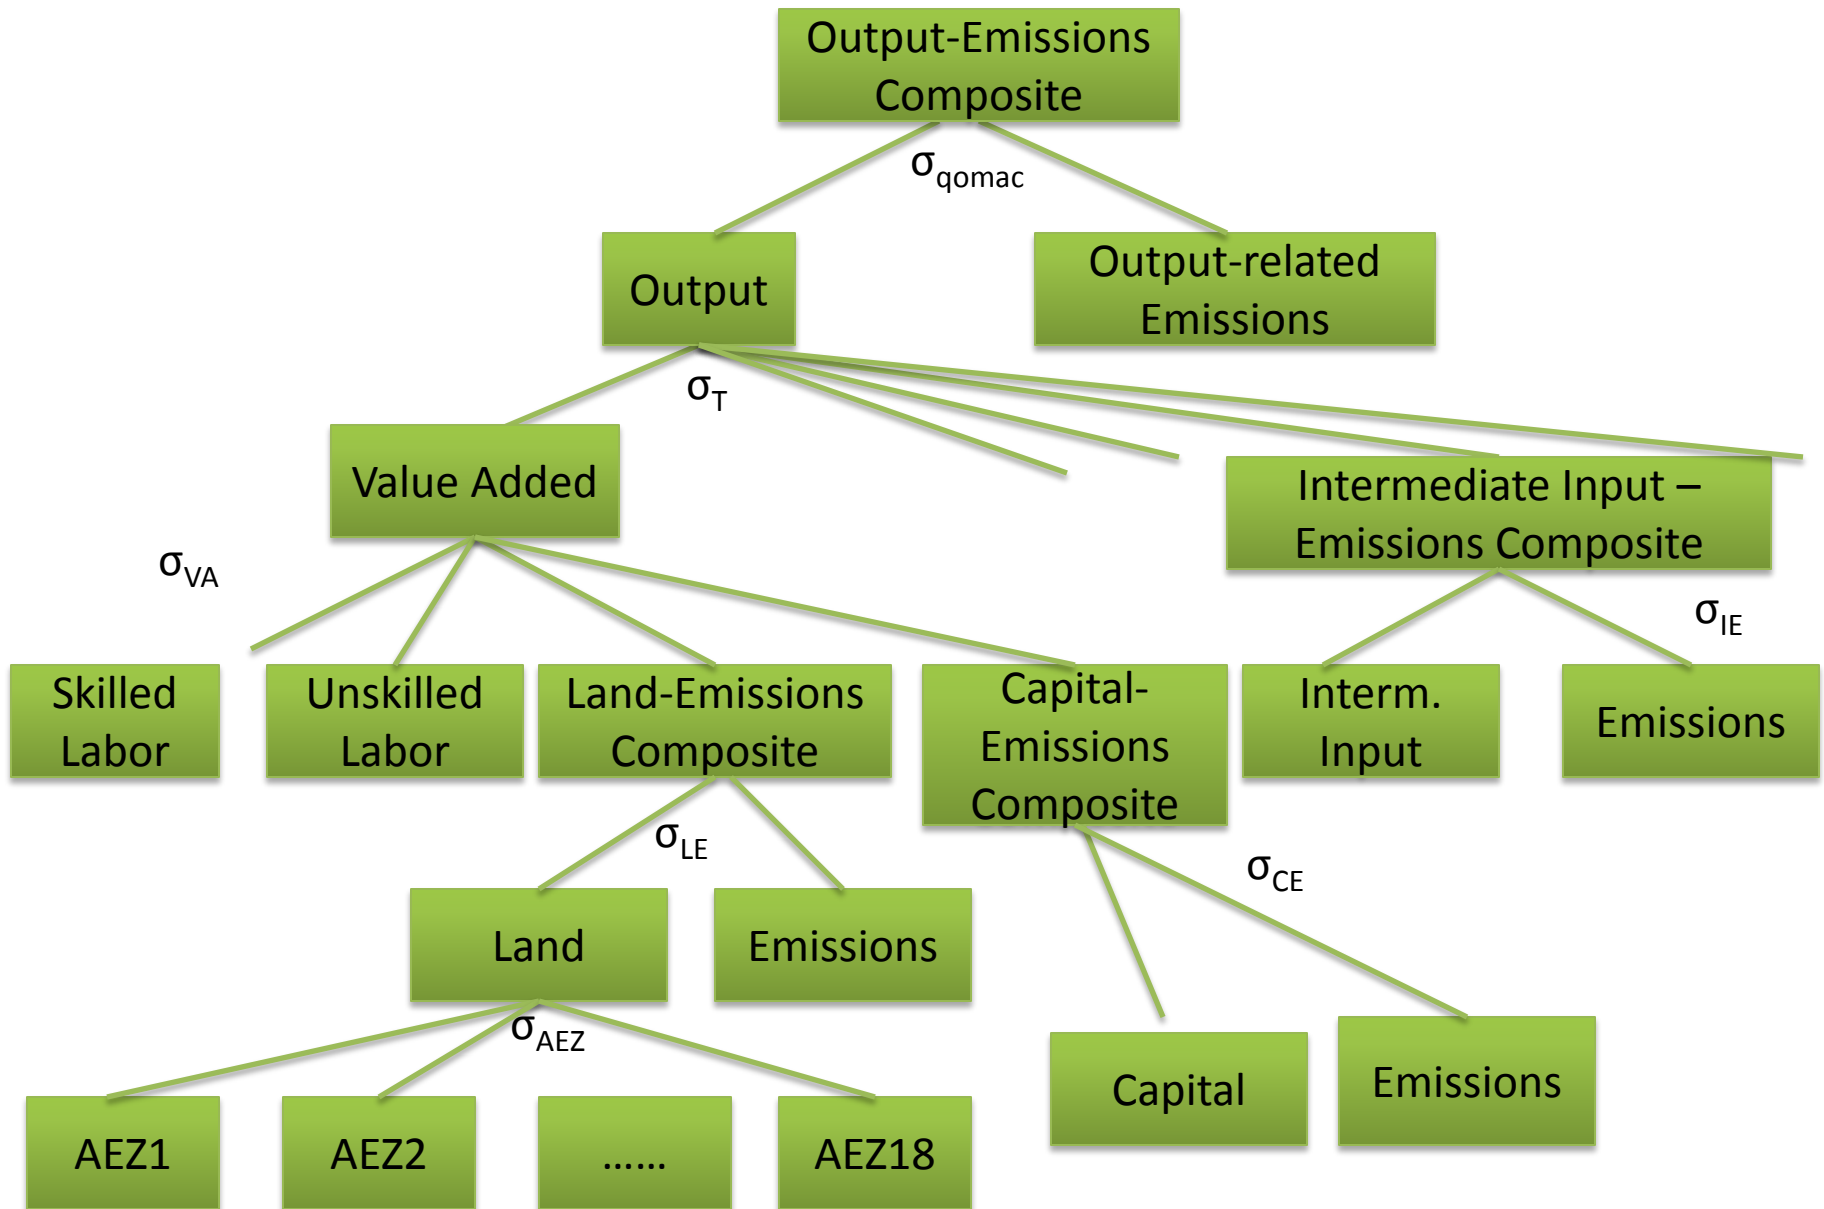 Output-Emissions
Composite
σqomac
Output
Output-related
Emissions
σT
Value Added
Intermediate Input –
Emissions Composite
σVA
σIE
Skilled
Labor
Unskilled
Labor
Land-Emissions
Composite
Capital-
Emissions
Composite
Interm.
Input
Emissions
σLE
σCE
Land
Emissions
σAEZ
Capital
Emissions
AEZ1
AEZ2
……
AEZ18